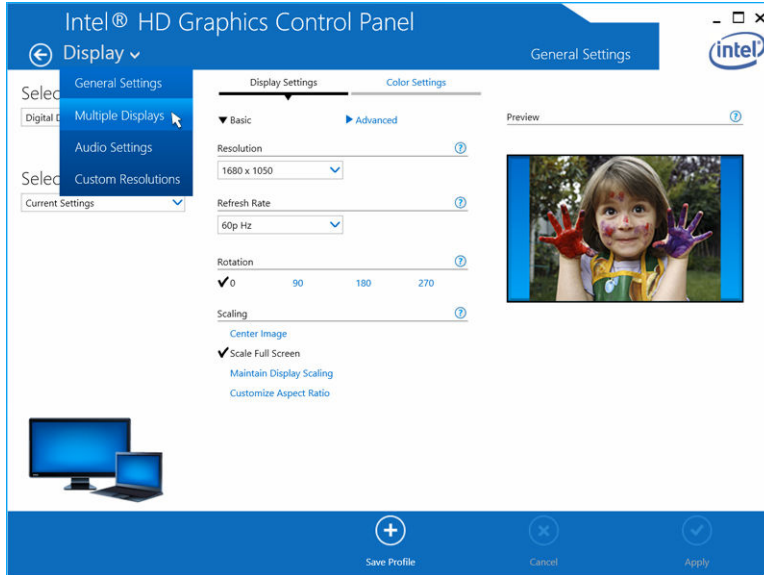 Intel® HD Graphics Control Panel
Display
General Settings
intel
General Settings
Multiple Displays
Audio Settings
Custom Resolutions
Selec
Digital D
Selec
Current Settings
Display Settings
Color Settings
Basic
Advanced
Resolution
?
1680 x 1050
Refresh Rate
?
60p Hz
Rotation
?
0 90 180 270
Scaling
?
Center Image
Scale Full Screen
Maintain Display Scaling
Customize Aspect Ratio
Preview
?
Save Profile
Cancel
Apply